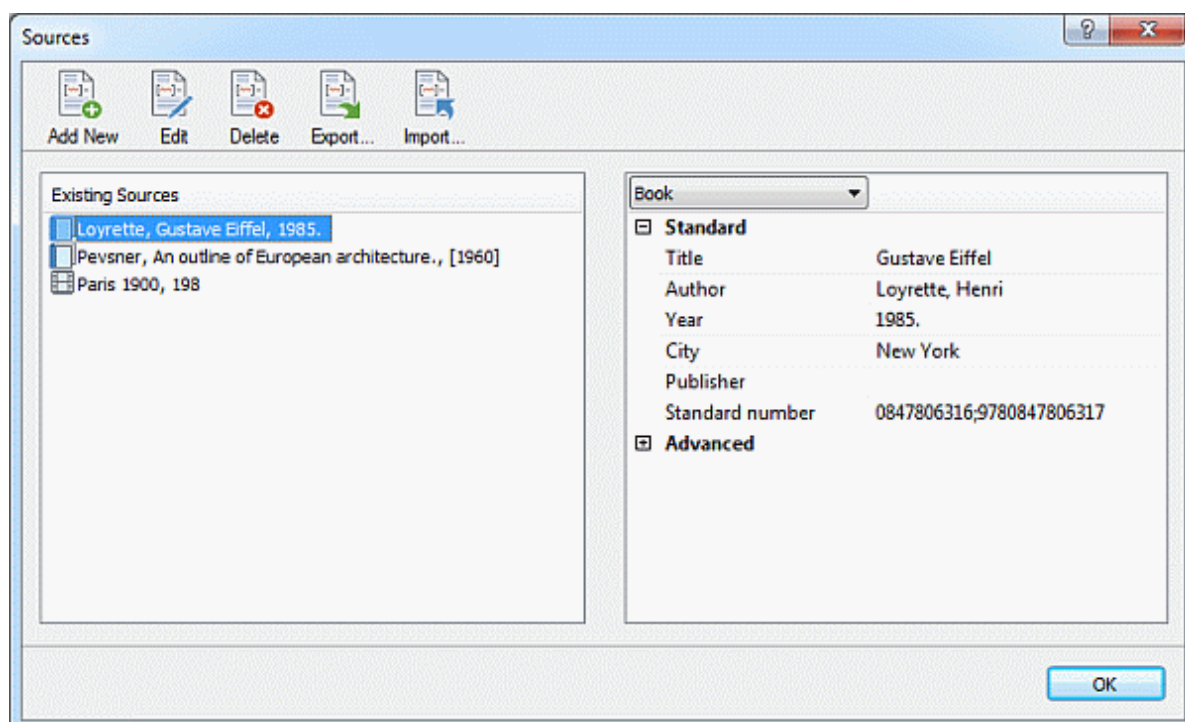 Sources
Add New Edit Delete Export... Import...
Existing Sources
Loyrette, Gustave Eiffel, 1985.
Pevsner, An outline of European architecture., [1960]
Paris 1900, 198
Book
Standard
Title Gustave Eiffel
Author Loyrette, Henri
Year 1985.
City New York
Publisher
Standard number 0847806316;9780847806317
Advanced
OK